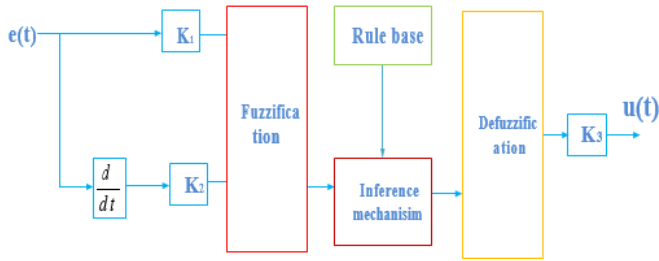 e(t)
K₁
Fuzzifica
tion
Rule base
Defuzzific
ation
u(t)
K₃
d
dt
K₂
Inference
mechanisim